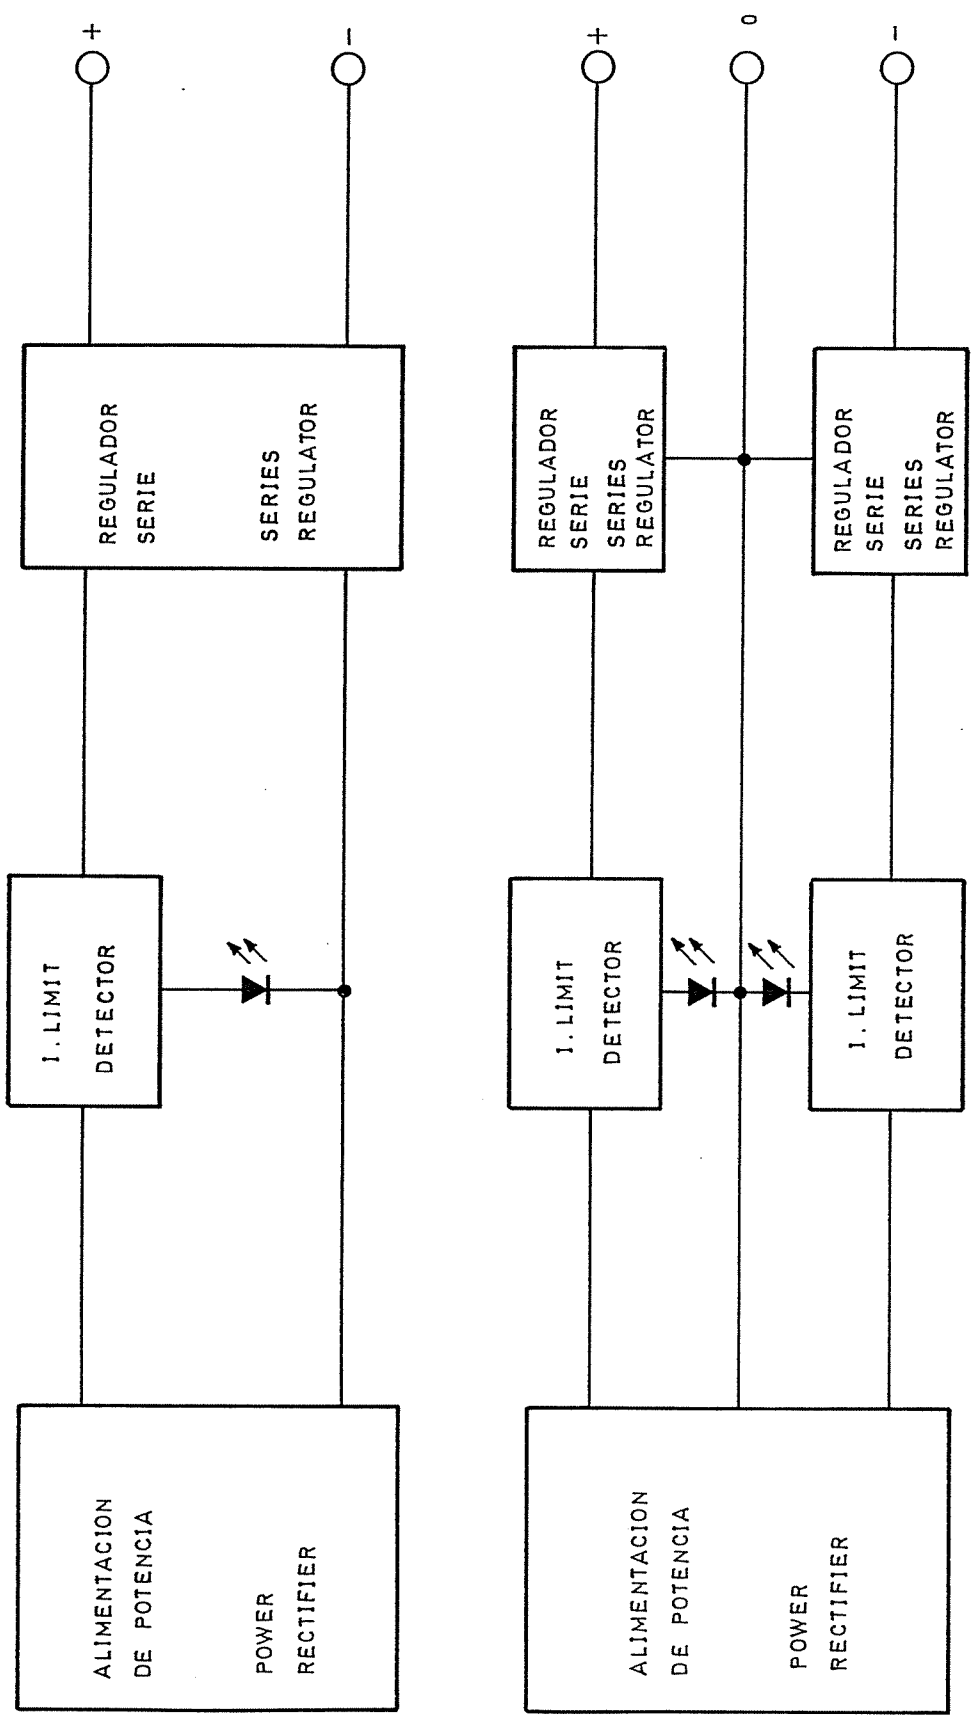 ALIMENTACION
DE POTENCIA
POWER
RECTIFIER
I.LIMIT
DETECTOR
REGULADOR
SERIE
SERIES
REGULATOR
+
-
ALIMENTACION
DE POTENCIA
POWER
RECTIFIER
I.LIMIT
DETECTOR
I.LIMIT
DETECTOR
REGULADOR
SERIE
SERIES
REGULATOR
REGULADOR
SERIE
SERIES
REGULATOR
+
0
-